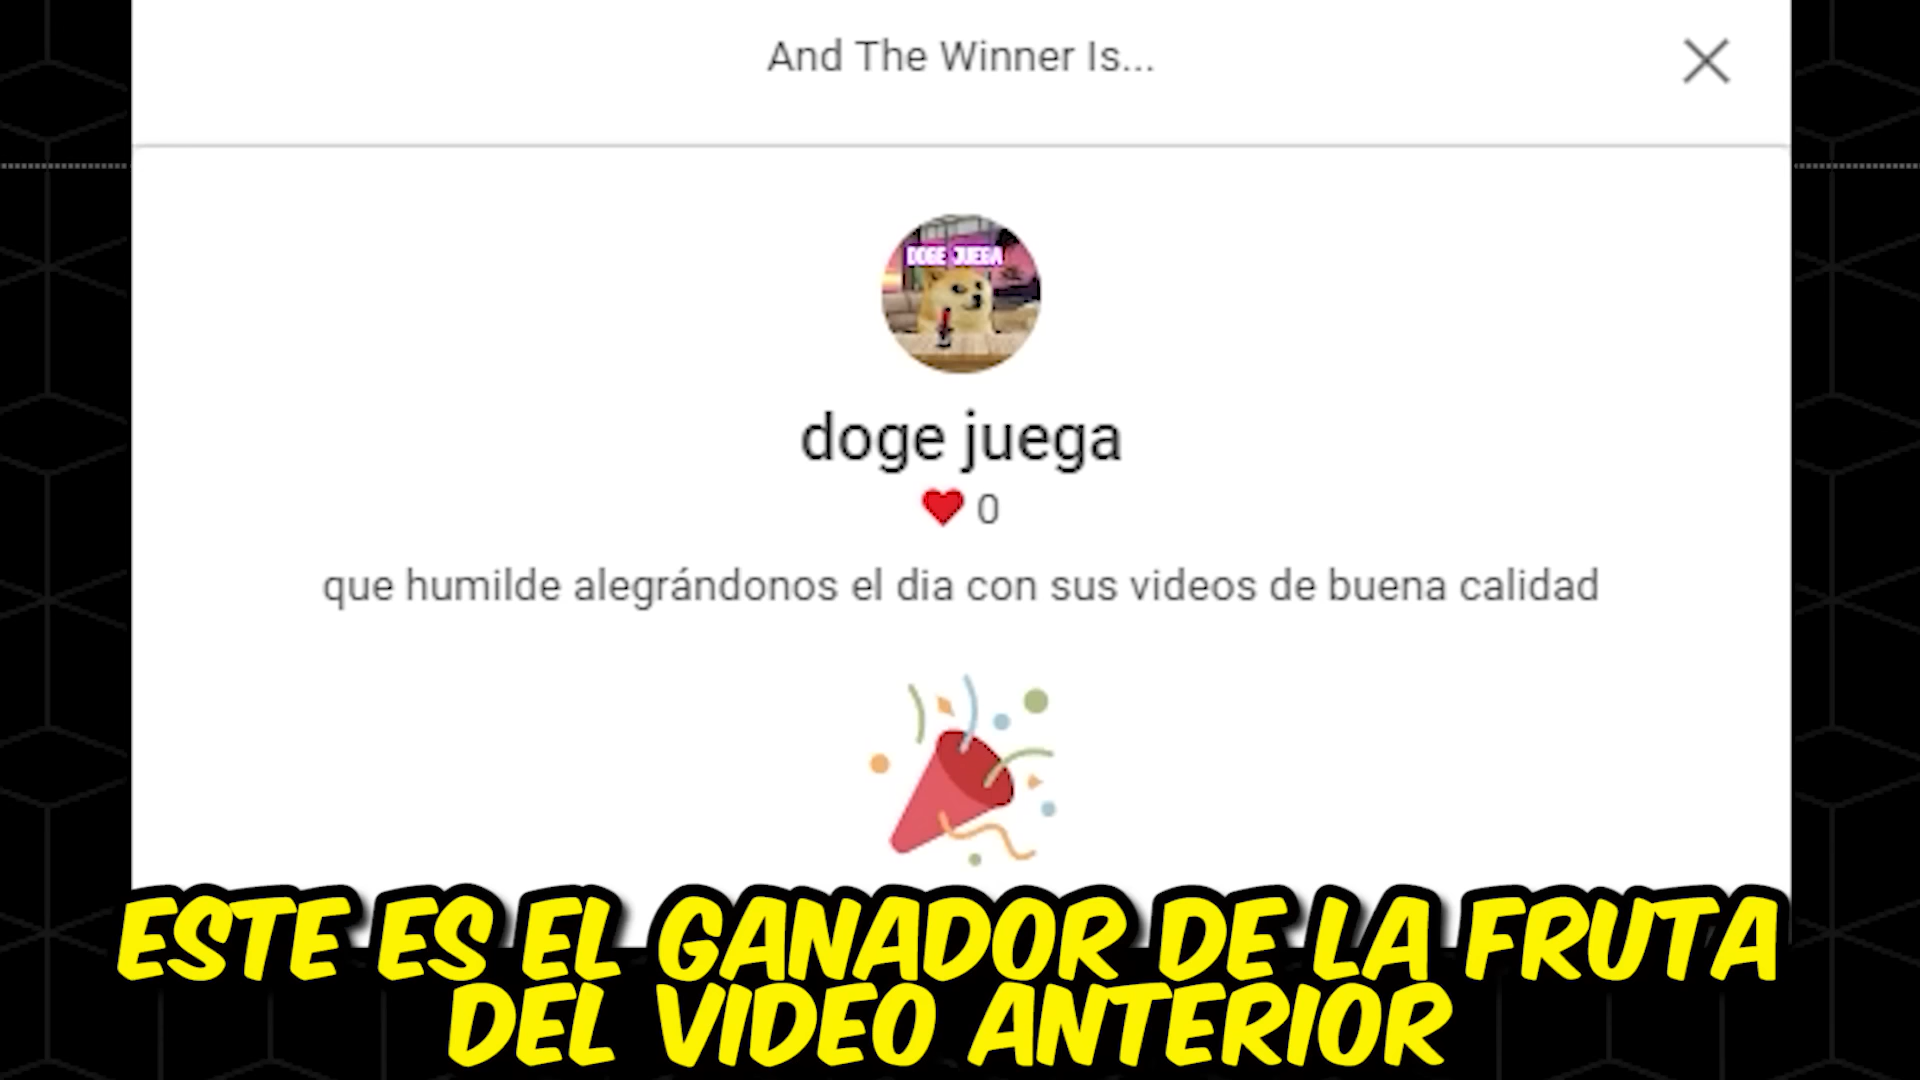 And The Winner Is...
DOGE JUEGA
doge juega
0
que humilde alegrándonos el dia con sus videos de buena calidad
ESTE ES EL GANADOR DE LA FRUTA
DEL VIDEO ANTERIOR